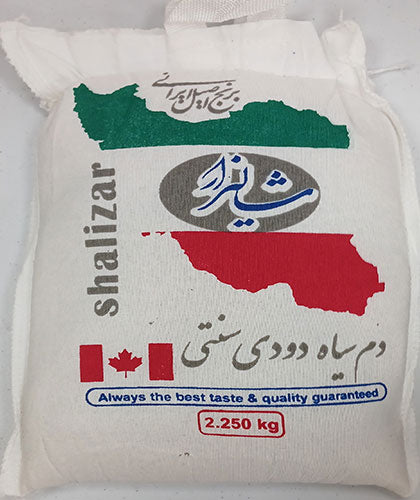 برنج اصیل ایرانی
شالیزار
shalizar
دم سیاه دودی سنتی
Always the best taste & quality guaranteed
2.250 kg